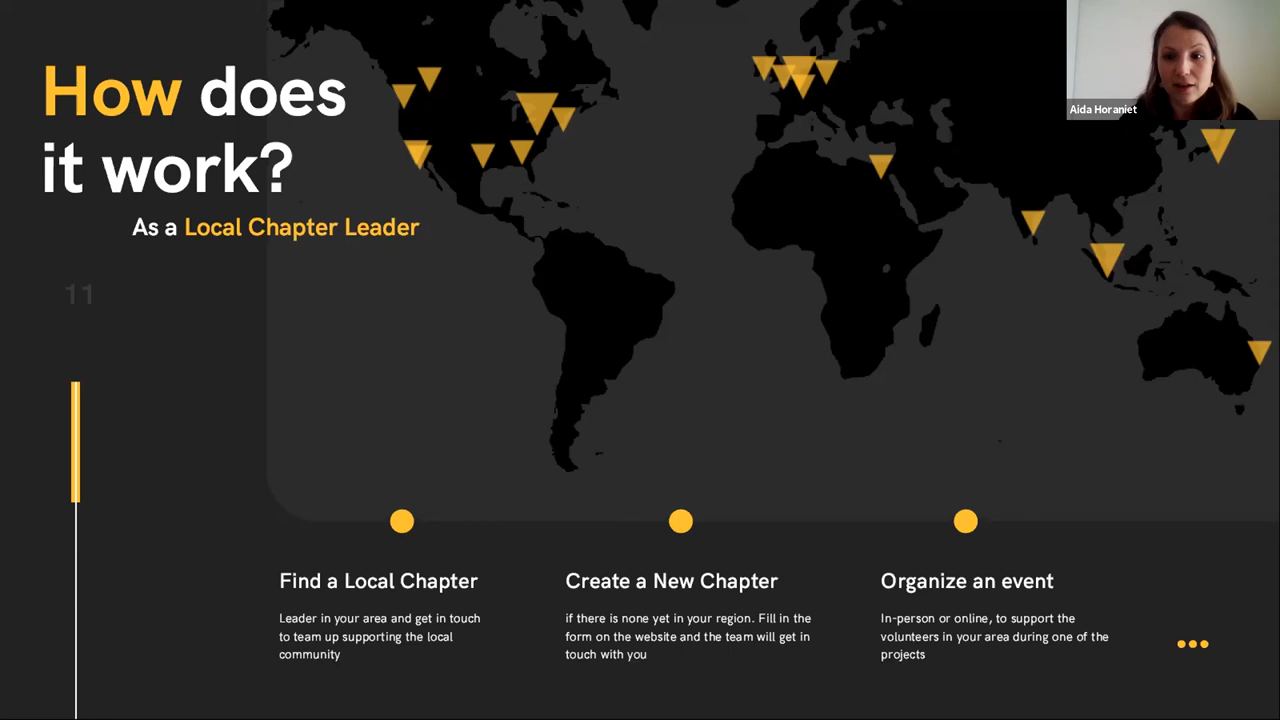 How does
it work?
As a Local Chapter Leader
11
Aida Horaniet
Find a Local Chapter
Leader in your area and get in touch
to team up supporting the local
community
Create a New Chapter
if there is none yet in your region. Fill in the
form on the website and the team will get in
touch with you
Organize an event
In-person or online, to support the
volunteers in your area during one of the
projects